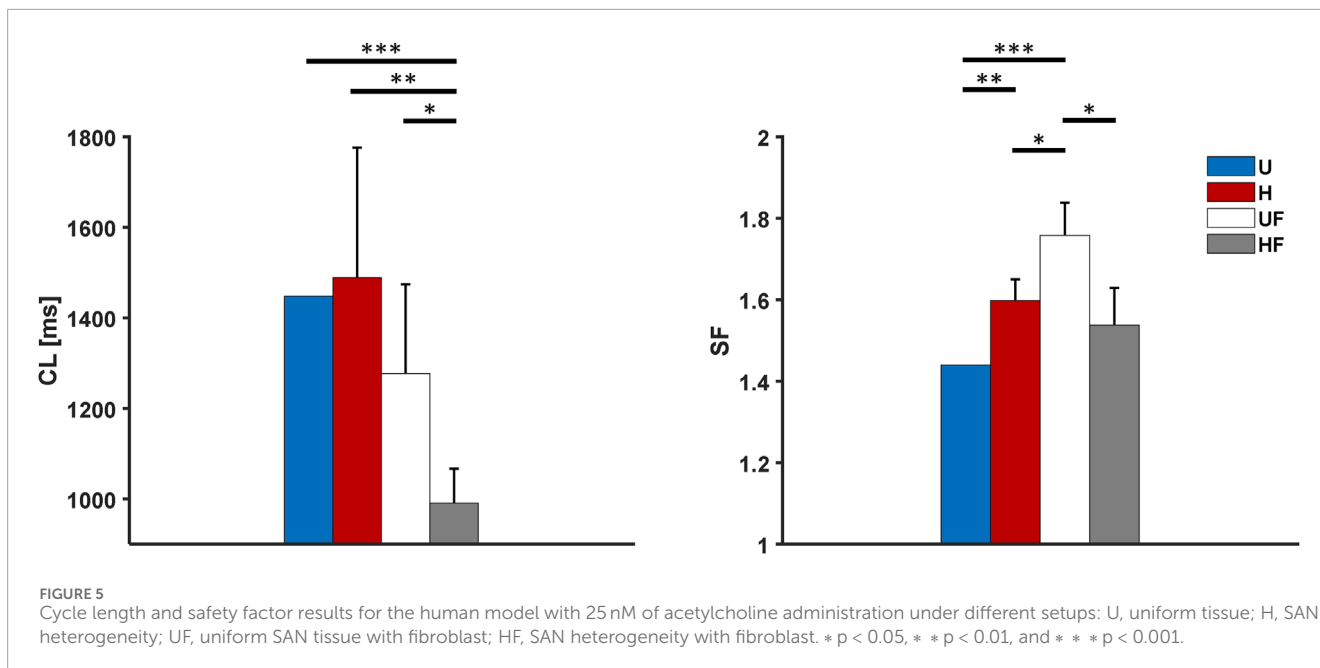 ***
**
*
1800
1600
1400
1200
1000
CL [ms]
***
**
*
*
2
1.8
1.6
1.4
1.2
1
SF
U
H
UF
HF
FIGURE 5
Cycle length and safety factor results for the human model with 25 nM of acetylcholine administration under different setups: U, uniform tissue; H, SAN
heterogeneity; UF, uniform SAN tissue with fibroblast; HF, SAN heterogeneity with fibroblast. ∗ p < 0.05, ∗ ∗ p < 0.01, and ∗ ∗ ∗ p < 0.001.